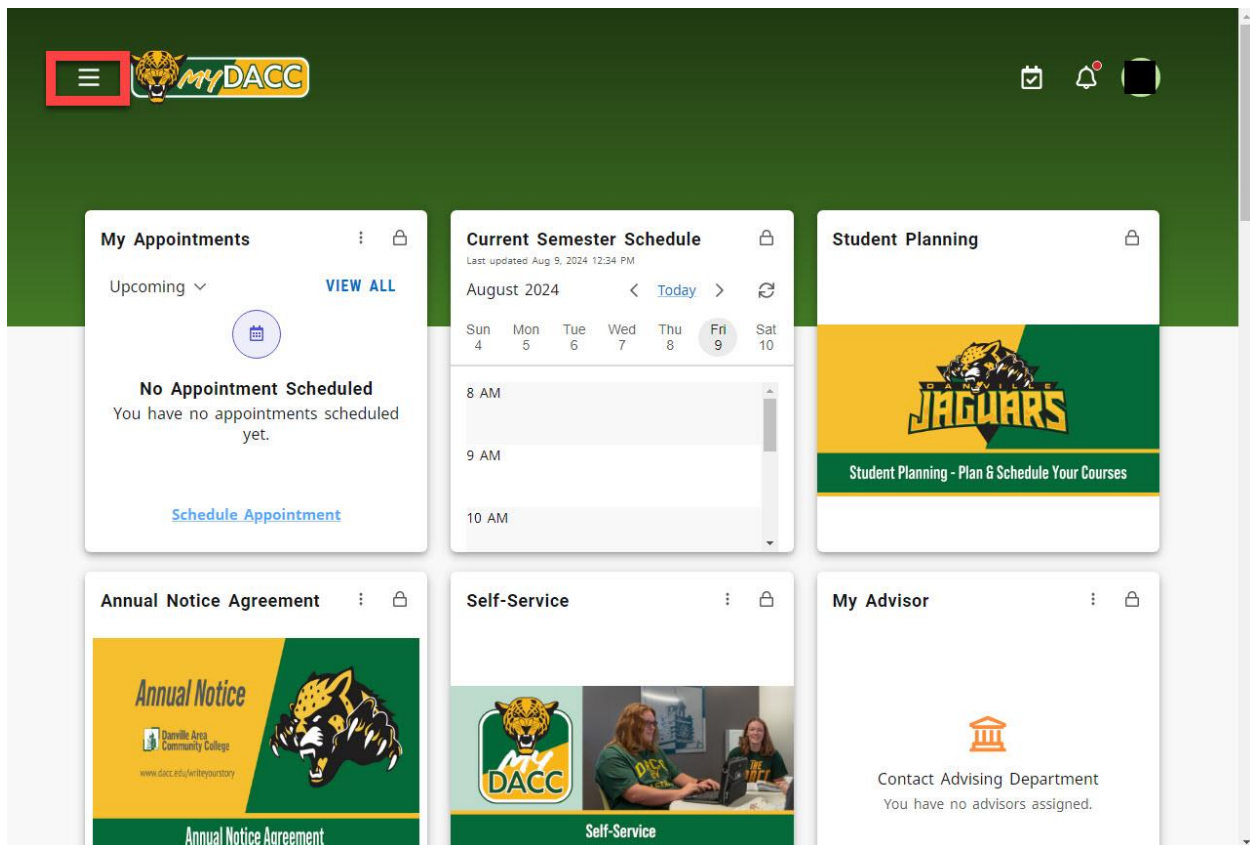 MyDACC
My Appointments
Upcoming
VIEW ALL
No Appointment Scheduled
You have no appointments scheduled
yet.
Schedule Appointment
Current Semester Schedule
Last updated Aug 9, 2024 12:34 PM
August 2024
Today
Sun Mon Tue Wed Thu Fri Sat
4 5 6 7 8 9 10
8 AM
9 AM
10 AM
Student Planning
DANVILLE
JAGUARS
Student Planning - Plan & Schedule Your Courses
Annual Notice Agreement
Annual Notice
Danville Area
Community College
www.dacc.edu/writeyourstory
Annual Notice Agreement
Self-Service
MY
DACC
DACC
THE
Self-Service
My Advisor
Contact Advising Department
You have no advisors assigned.